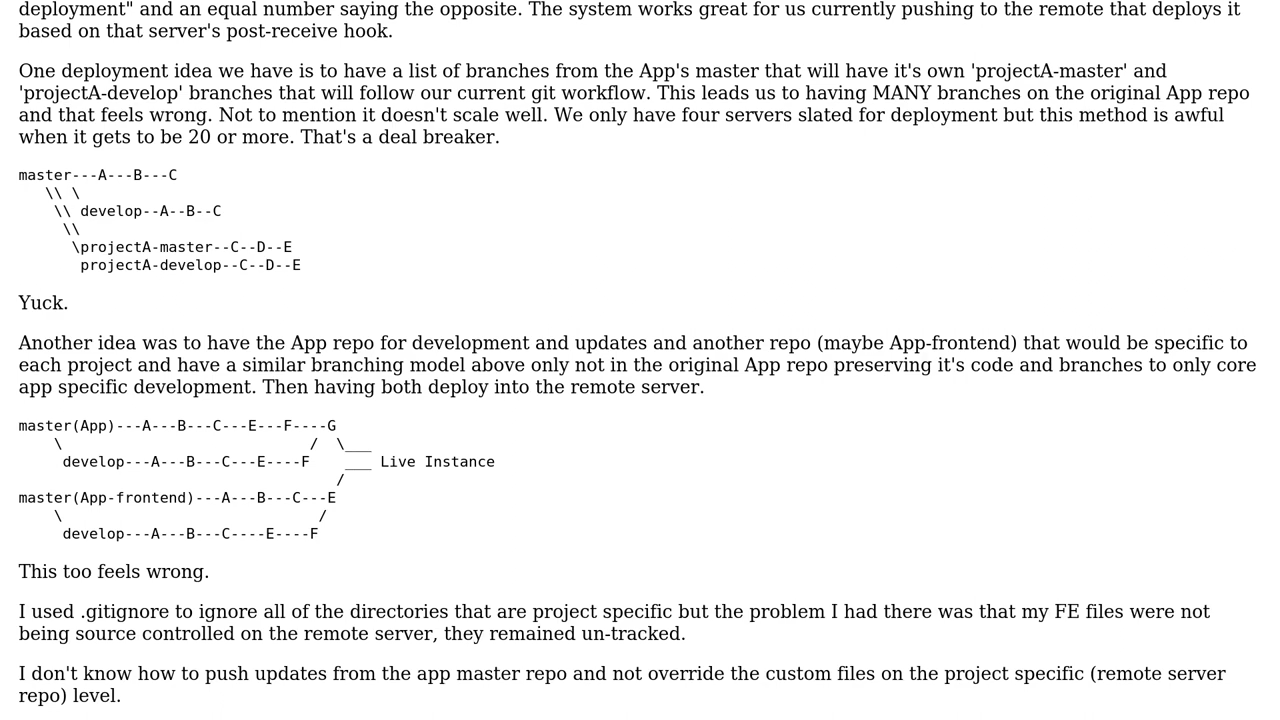 deployment" and an equal number saying the opposite. The system works great for us currently pushing to the remote that deploys it
based on that server's post-receive hook.
One deployment idea we have is to have a list of branches from the App's master that will have it's own 'projectA-master' and
'projectA-develop' branches that will follow our current git workflow. This leads us to having MANY branches on the original App repo
and that feels wrong. Not to mention it doesn't scale well. We only have four servers slated for deployment but this method is awful
when it gets to be 20 or more. That's a deal breaker.
master---A---B---C
   \\ \
    \\ develop--A--B--C
     \\
      \projectA-master--C--D--E
       projectA-develop--C--D--E
Yuck.
Another idea was to have the App repo for development and updates and another repo (maybe App-frontend) that would be specific to
each project and have a similar branching model above only not in the original App repo preserving it's code and branches to only core
app specific development. Then having both deploy into the remote server.
master(App)---A---B---C---E---F----G
    \                            /  \___
     develop---A---B---C---E----F    ___ Live Instance
                                    /
master(App-frontend)---A---B---C---E
    \                             /
     develop---A---B---C----E----F
This too feels wrong.
I used .gitignore to ignore all of the directories that are project specific but the problem I had there was that my FE files were not
being source controlled on the remote server, they remained un-tracked.
I don't know how to push updates from the app master repo and not override the custom files on the project specific (remote server
repo) level.